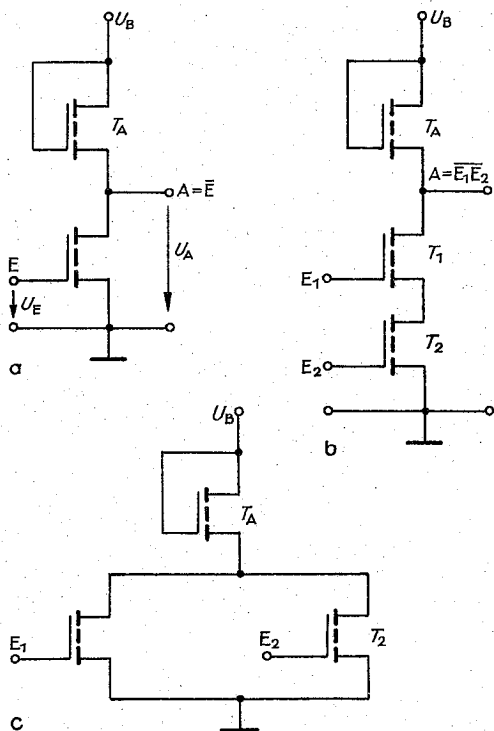 U_B
T_A
A=E̅
E
U_E
U_A
a
U_B
T_A
A=E̅₁E̅₂
T₁
E₁
T₂
E₂
b
U_B
T_A
E₁
E₂
T₂
c